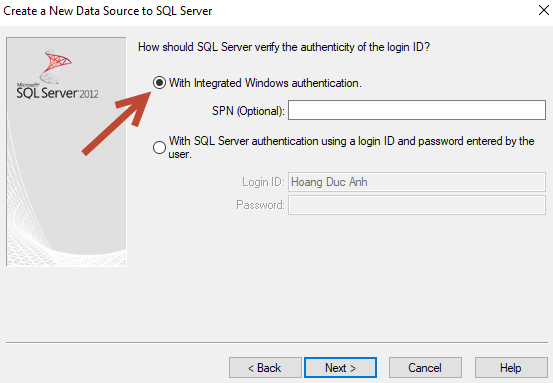 Create a New Data Source to SQL Server
How should SQL Server verify the authenticity of the login ID?
Microsoft
SQL Server 2012
With Integrated Windows authentication.
SPN (Optional):
With SQL Server authentication using a login ID and password entered by the
user.
Login ID: Hoang Duc Anh
Password:
< Back Next > Cancel Help